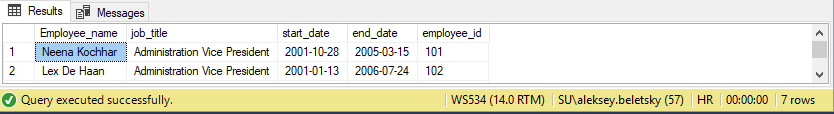 Results Messages
Employee_name job_title start_date end_date employee_id
1 Neena Kochhar Administration Vice President 2001-10-28 2005-03-15 101
2 Lex De Haan Administration Vice President 2001-01-13 2006-07-24 102
Query executed successfully. WS534 (14.0 RTM) SU\aleksey.beletsky (57) HR 00:00:00 7 rows